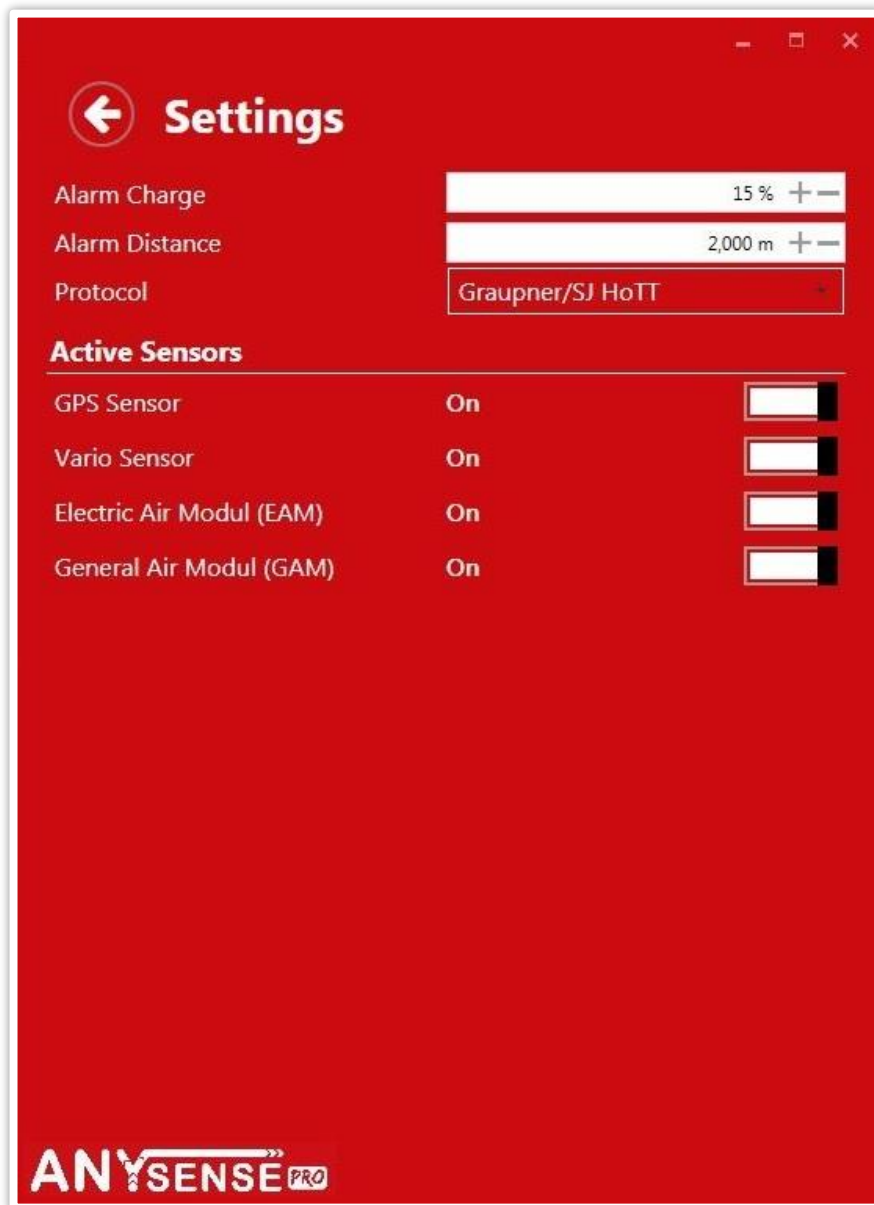 Settings
Alarm Charge 15 %
Alarm Distance 2,000 m
Protocol Graupner/SJ HoTT
Active Sensors
GPS Sensor On
Vario Sensor On
Electric Air Modul (EAM) On
General Air Modul (GAM) On
ANYSENSE PRO